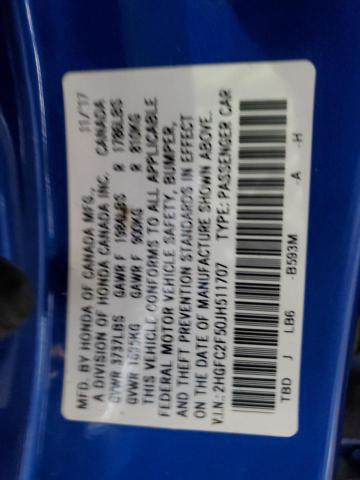 MFD. BY HONDA OF CANADA MFG., 11/17
A DIVISION OF HONDA CANADA INC. CANADA
GVWR 3737LBS GAWR F 1984LBS R 1786LBS
GVWR 1695KG GAWR F 900KG R 810KG
THIS VEHICLE CONFORMS TO ALL APPLICABLE
FEDERAL MOTOR VEHICLE SAFETY, BUMPER,
AND THEFT PREVENTION STANDARDS IN EFFECT
ON THE DATE OF MANUFACTURE SHOWN ABOVE.
V.I.N.: 2HGFC2F50JH511707 TYPE: PASSENGER CAR
TBD J LB6 -B593M -A -H